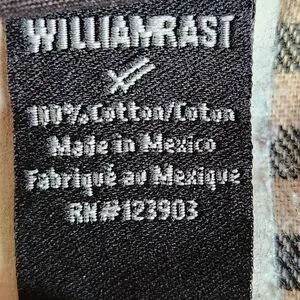 WILLIAMRAST
100% Cotton/Coton
Made in Mexico
Fabriqué au Mexique
RN#123903